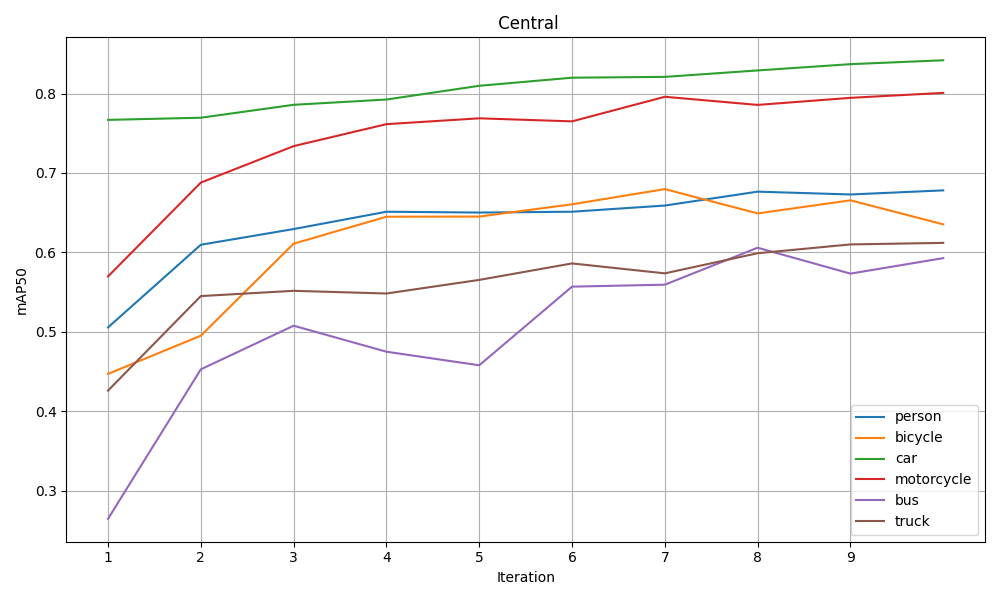 Central
mAP50
0.8
0.7
0.6
0.5
0.4
0.3
person
bicycle
car
motorcycle
bus
truck
1 2 3 4 5 6 7 8 9
Iteration